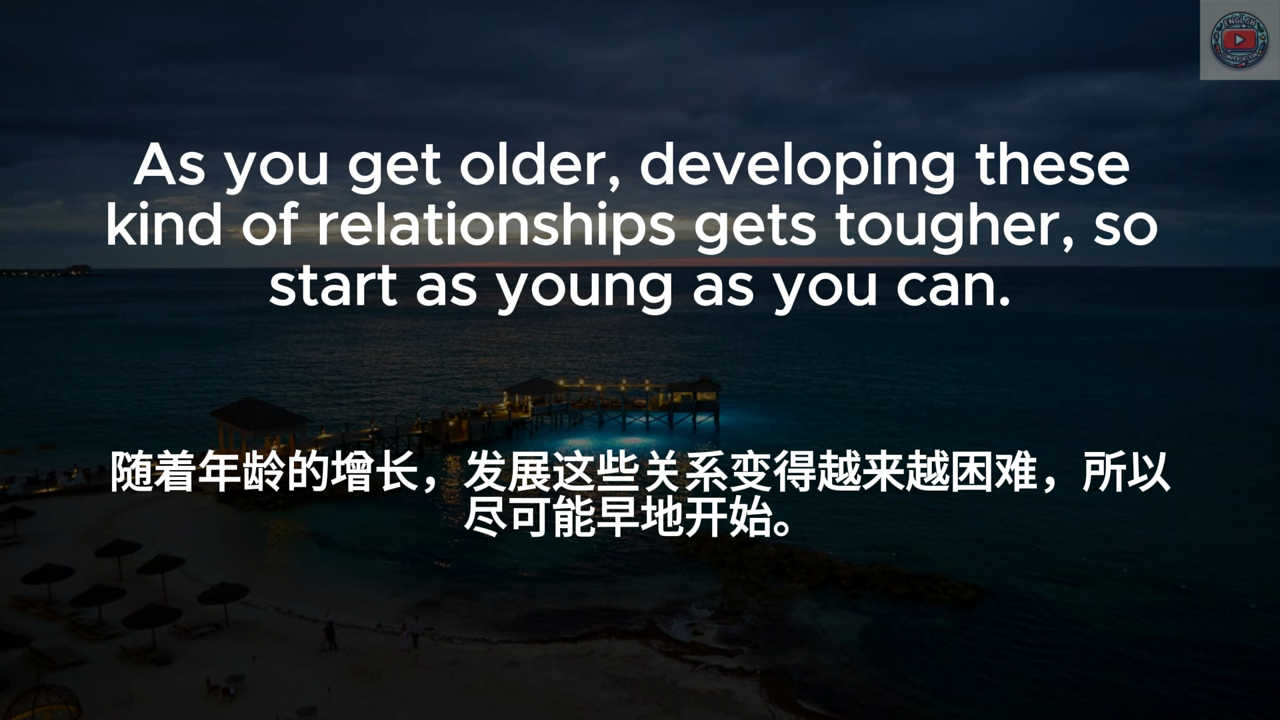 ENGLISH
As you get older, developing these
kind of relationships gets tougher, so
start as young as you can.
随着年龄的增长，发展这些关系变得越来越困难，所以
尽可能早地开始。